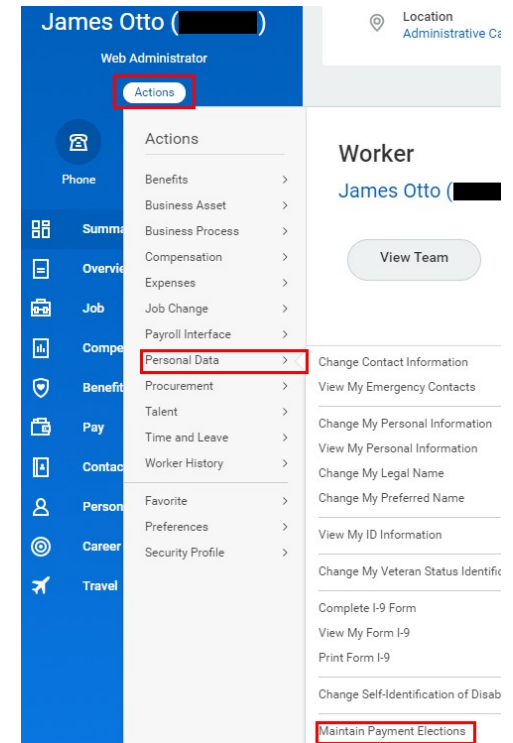 James Otto ( )
Web Administrator
Actions
Phone
Summa
Overvie
Job
Compe
Benefit
Pay
Contac
Person
Career
Travel
Actions
Benefits
Business Asset
Business Process
Compensation
Expenses
Job Change
Payroll Interface
Personal Data
Procurement
Talent
Time and Leave
Worker History
Favorite
Preferences
Security Profile
Location
Administrative Ca
Worker
James Otto (
View Team
Change Contact Information
View My Emergency Contacts
Change My Personal Information
View My Personal Information
Change My Legal Name
Change My Preferred Name
View My ID Information
Change My Veteran Status Identific
Complete I-9 Form
View My Form I-9
Print Form I-9
Change Self-Identification of Disab
Maintain Payment Elections